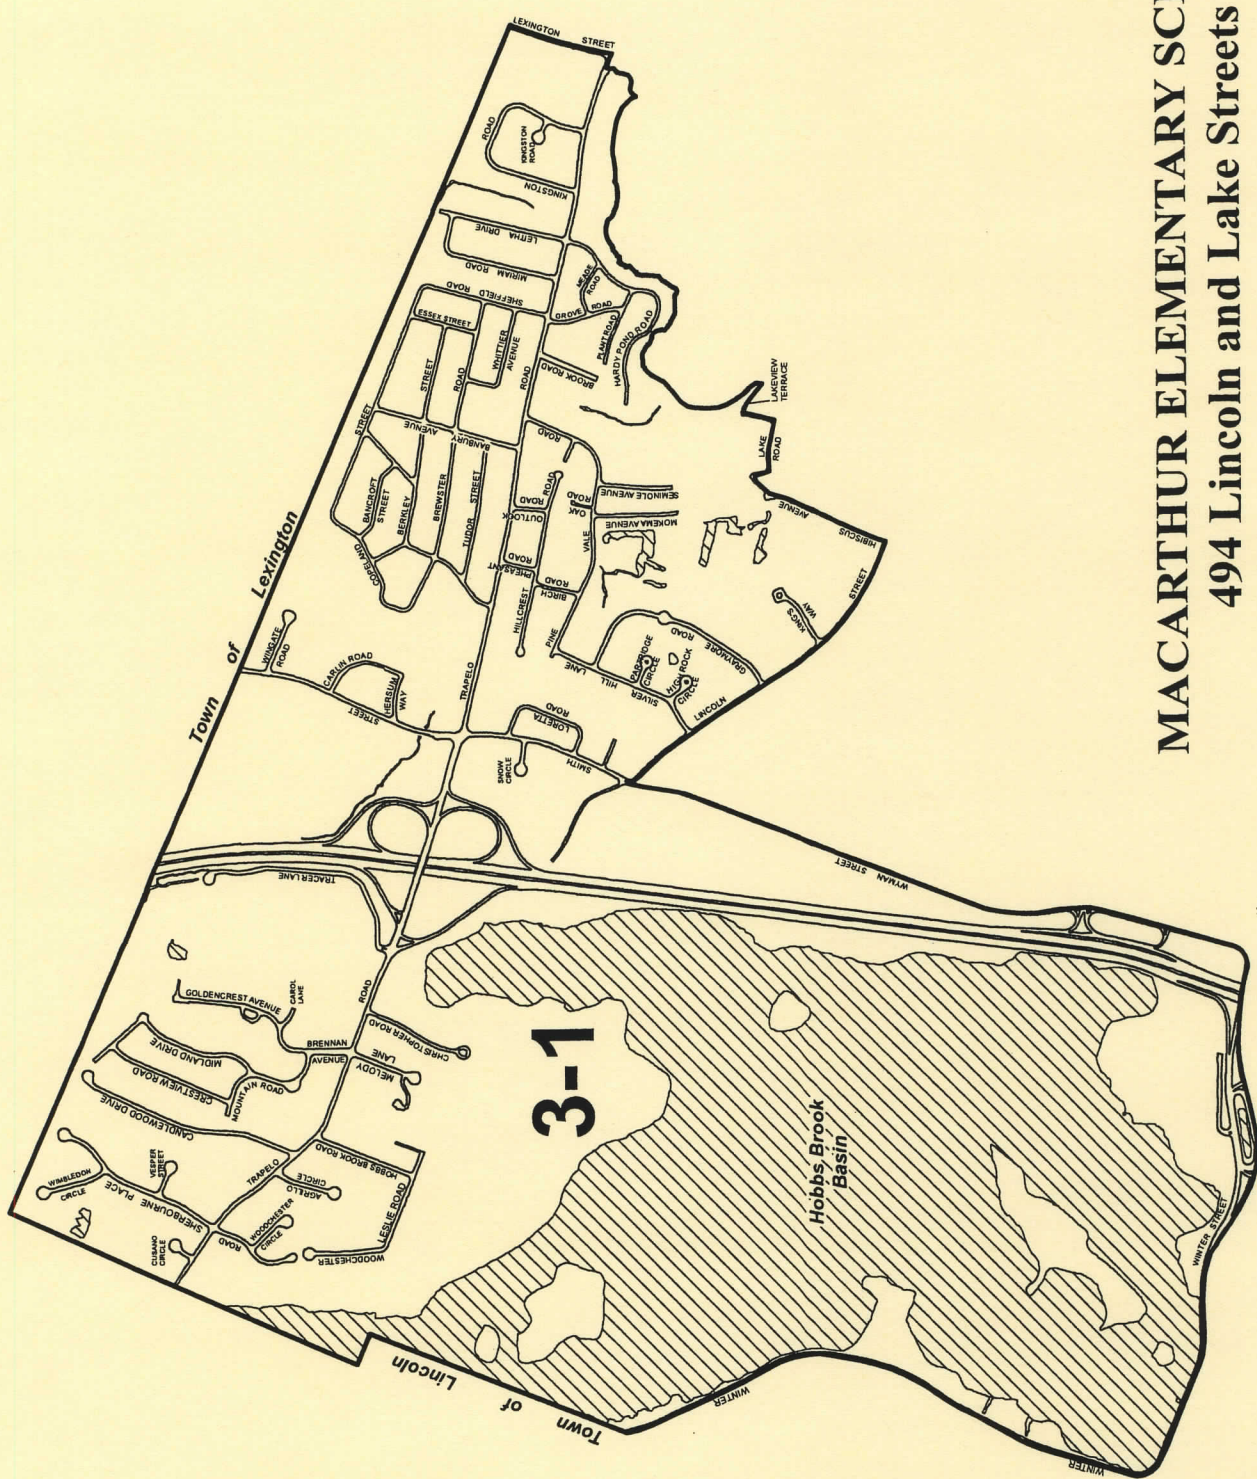 MACARTHUR ELEMENTARY
494 Lincoln and Lake Streets
3-1
Town of Lexington
Town of Lincoln
Hobbs Brook
Basin
LEXINGTON STREET
KINGSTON ROAD
KINGSTON
ROAD
LEITHA DRIVE
MIRIAM ROAD
SHEFFIELD ROAD
ESSEX STREET
WHITTIER
AVENUE
STREET
ROAD
ROAD
MEADE
ROAD
GROVE ROAD
PLANT ROAD
HARDY POND ROAD
BROOK ROAD
LAKEVIEW
TERRACE
LAKE
ROAD
STREET
AVENUE
BANBURY
BANCROFT
STREET
BERKLEY
BREWSTER
TUDOR STREET
COPELAND
ROAD
OUTLOOK ROAD
ROAD
OAK
ROAD
VALE
SEMINOLE AVENUE
MOKEMA AVENUE
PHEASANT
ROAD
HILLCREST
BIRCH
ROAD
PINE
LANE
HILL
SILVER
PARTRIDGE
CIRCLE
HIGH ROCK
CIRCLE
GRAYMORE
ROAD
LINCOLN
STREET
KING'S
WAY
HIBISCUS
AVENUE
WINGATE
ROAD
CARLIN ROAD
HERSUM
WAY
STREET
TRAPELO
LORETTA
ROAD
SNOW
CIRCLE
SMITH
WYMAN STREET
TRACER LANE
GOLDENCREST AVENUE
CAROL
LANE
BRENNAN
AVENUE
ROAD
CHRISTOPHER ROAD
MELODY
LANE
MIDLAND DRIVE
CRESTVIEW ROAD
MOUNTAIN ROAD
CANDLEWOOD DRIVE
WIMBLEDON
CIRCLE
VESPER
STREET
SHERBOURNE PLACE
TRAPELO
ROAD
AGRELLO
CIRCLE
HOBBS BROOK ROAD
LESLIE ROAD
WOODCHESTER
CIRCLE
WOODCHESTER
CUSANO
CIRCLE
WINTER
WINTER
WINTER STREET